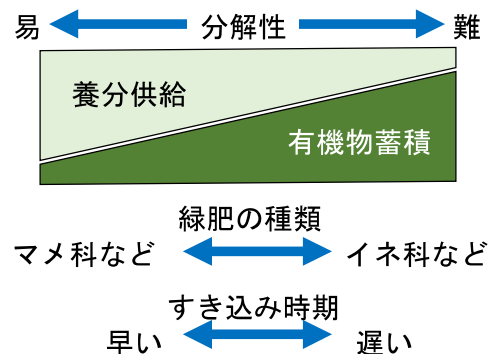 易 分解性 難
養分供給
有機物蓄積
緑肥の種類
マメ科など イネ科など
すき込み時期
早い 遅い